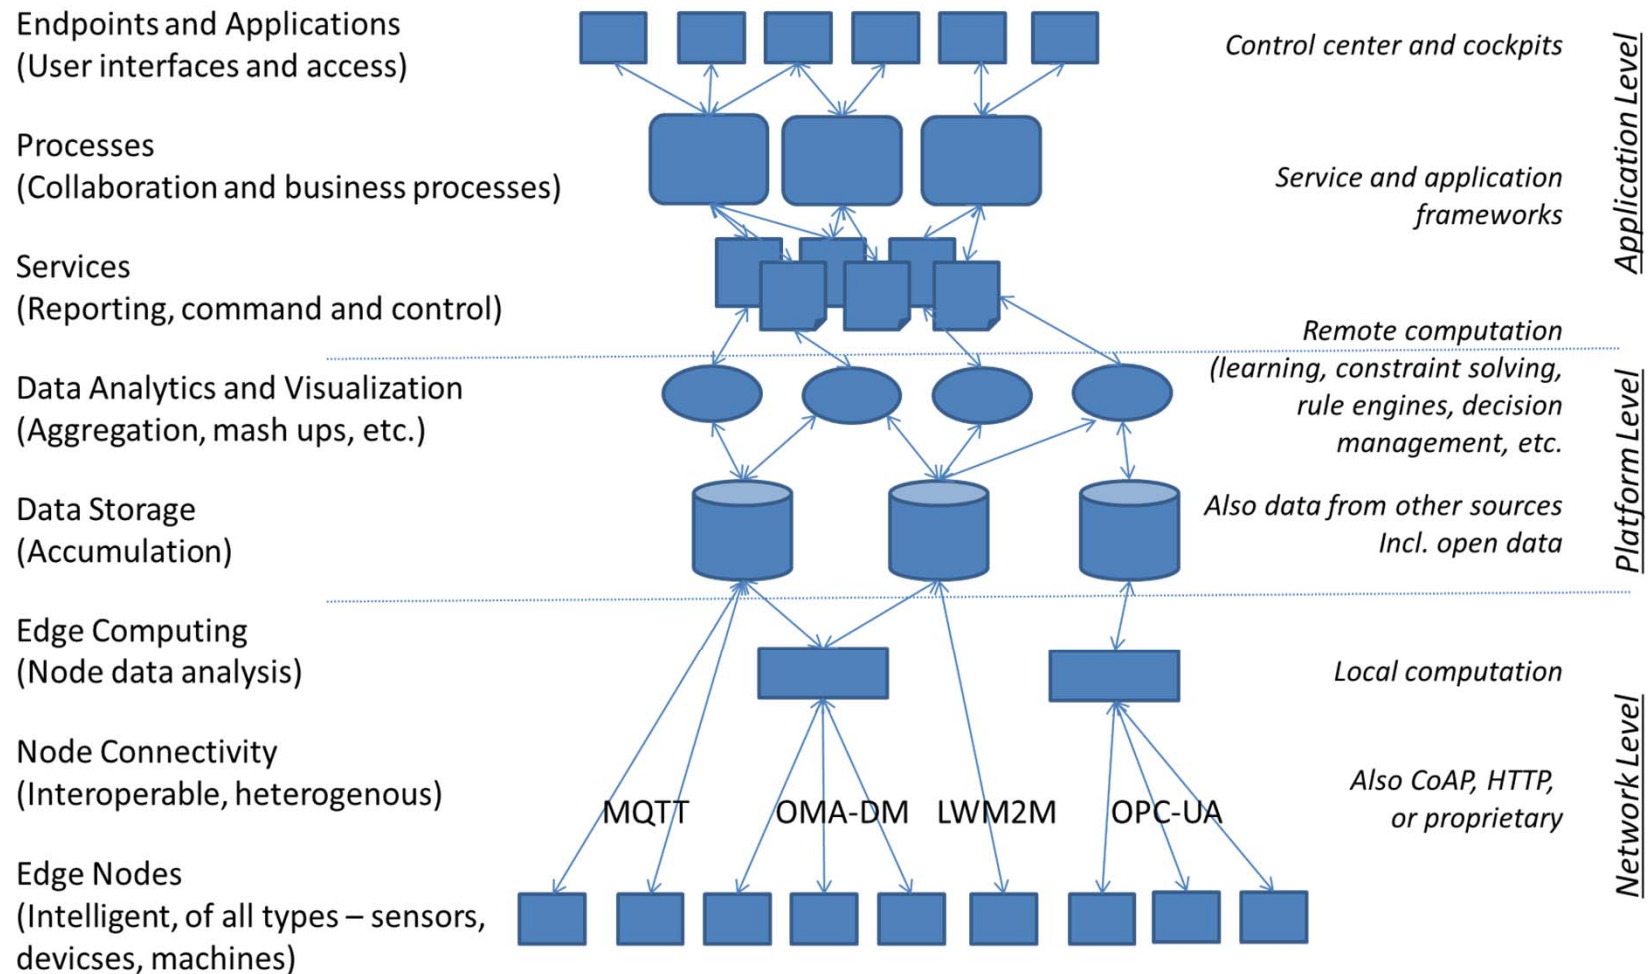 Endpoints and Applications
(User interfaces and access)
Control center and cockpits
Processes
(Collaboration and business processes)
Service and application
frameworks
Application Level
Services
(Reporting, command and control)
Remote computation
(learning, constraint solving,
rule engines, decision
management, etc.
Data Analytics and Visualization
(Aggregation, mash ups, etc.)
Platform Level
Data Storage
(Accumulation)
Also data from other sources
Incl. open data
Edge Computing
(Node data analysis)
Local computation
Node Connectivity
(Interoperable, heterogenous)
MQTT
OMA-DM
LWM2M
OPC-UA
Also CoAP, HTTP,
or proprietary
Network Level
Edge Nodes
(Intelligent, of all types – sensors,
devicses, machines)